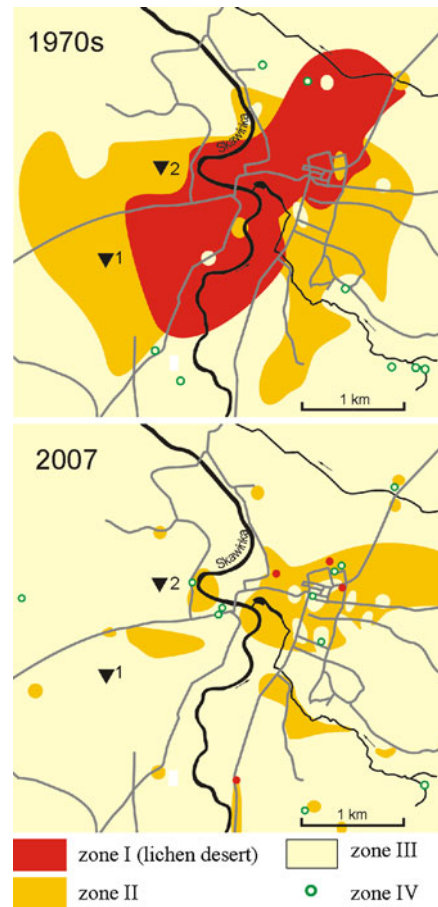 1970s
Skawinka
2
1
1 km
2007
Skawinka
2
1
1 km
zone I (lichen desert)
zone III
zone II
zone IV